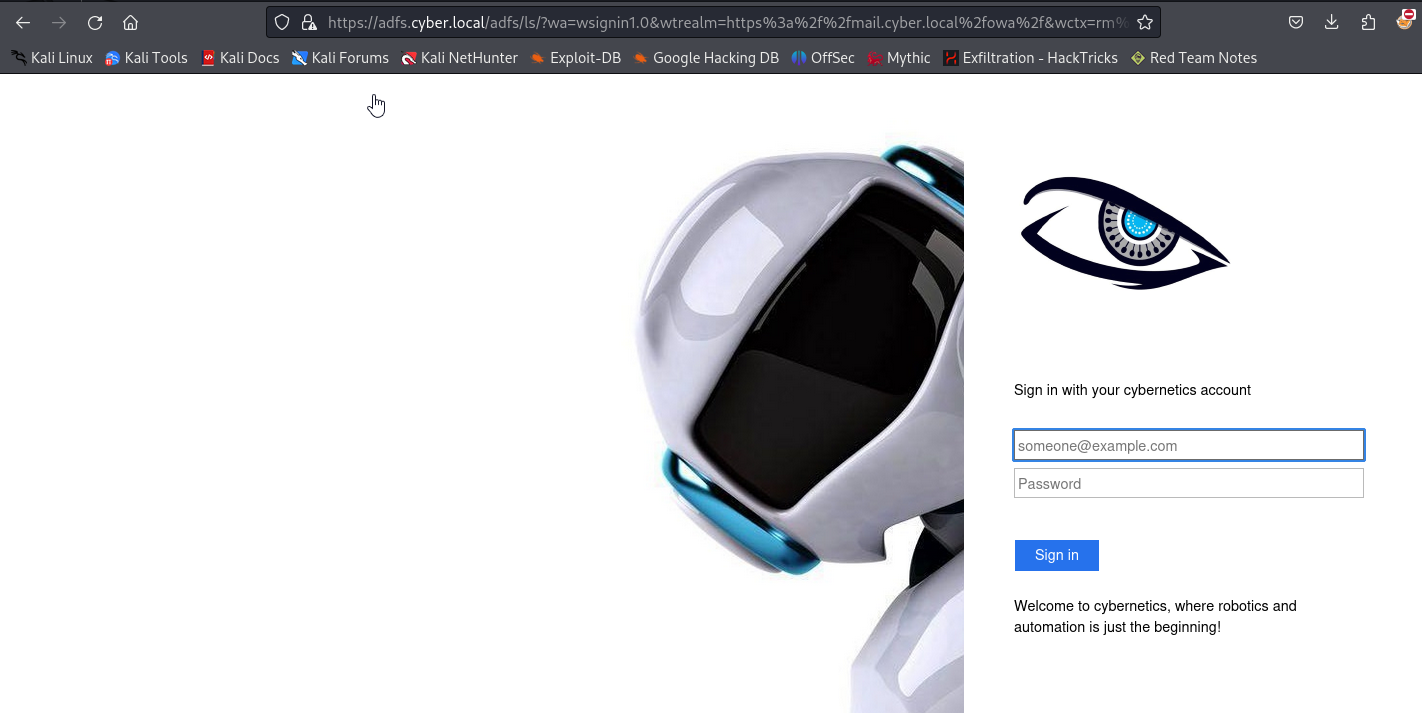 https://adfs.cyber.local/adfs/ls/?wa=wsignin1.0&wtrealm=https%3a%2f%2fmail.cyber.local%2fowa%2f&wctx=rm%
Kali Linux Kali Tools Kali Docs Kali Forums Kali NetHunter Exploit-DB Google Hacking DB OffSec Mythic Exfiltration - HackTricks Red Team Notes
Sign in with your cybernetics account
someone@example.com
Password
Sign in
Welcome to cybernetics, where robotics and
automation is just the beginning!